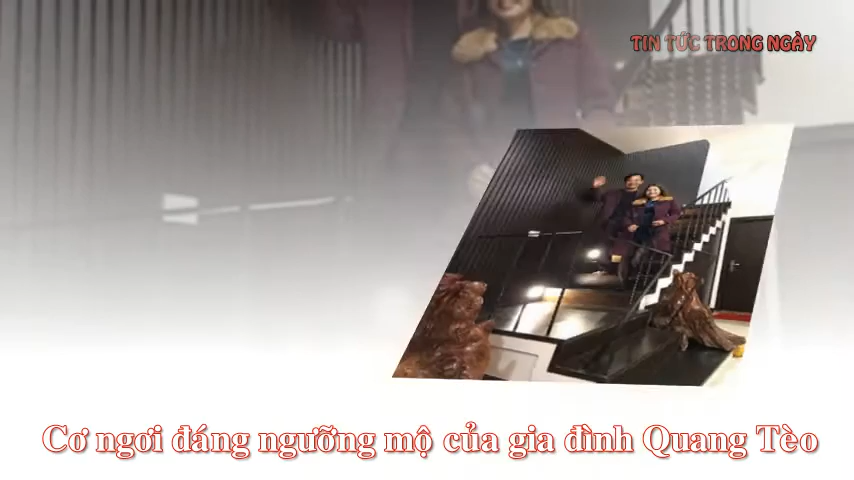 TIN TỨC TRONG NGÀY
Cơ ngơi đáng ngưỡng mộ của gia đình Quang Tèo